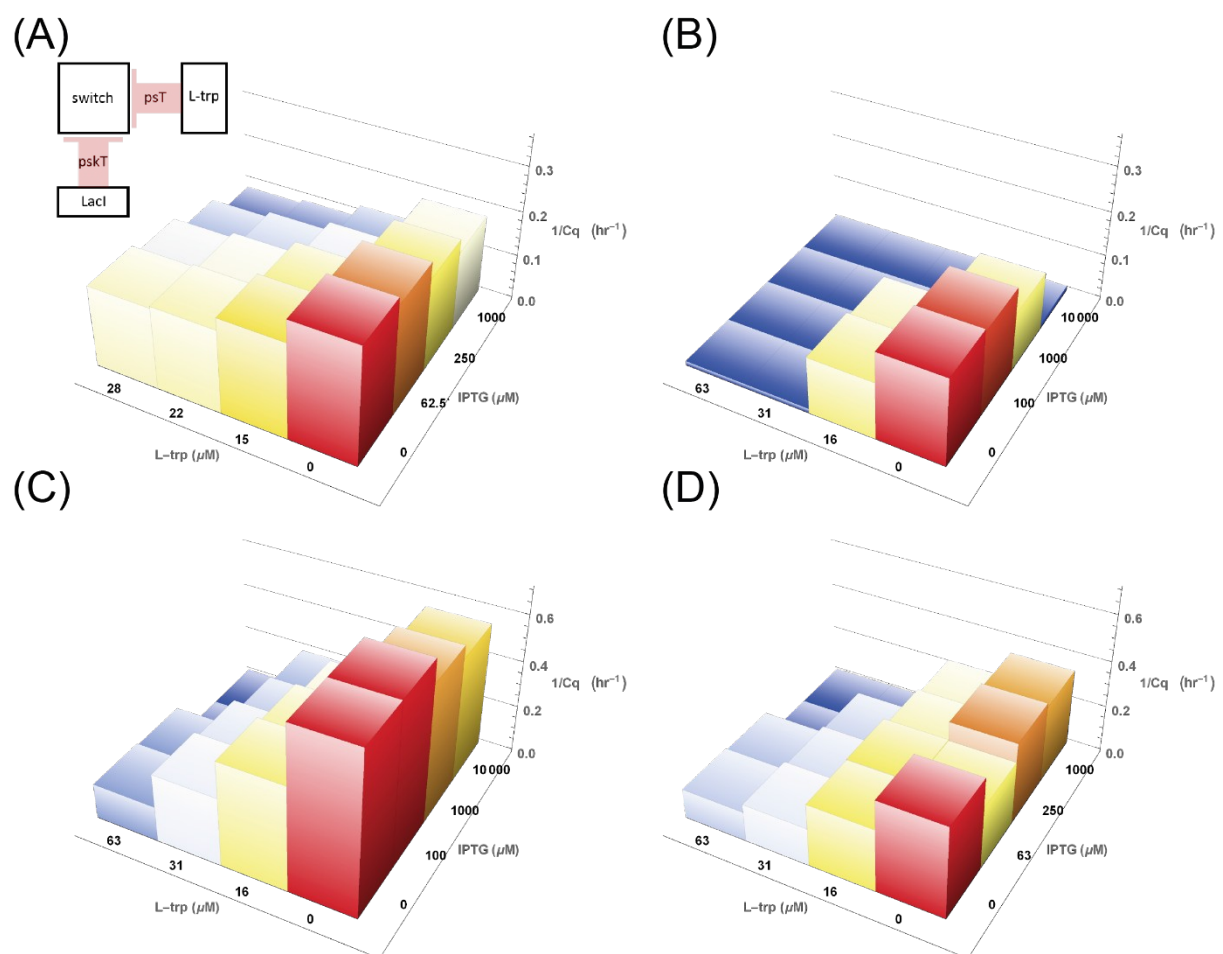 (A)
switch
psT
L-trp
pskT
LacI
0.3
0.2
1/Cq (hr⁻¹)
0.1
0.0
1000
250
IPTG (µM)
62.5
0
28
22
15
0
L–trp (µM)
(B)
0.3
0.2
1/Cq (hr⁻¹)
0.1
0.0
10 000
1000
IPTG (µM)
100
0
63
31
16
0
L–trp (µM)
(C)
0.6
0.4
1/Cq (hr⁻¹)
0.2
0.0
10 000
1000
IPTG (µM)
100
0
63
31
16
0
L–trp (µM)
(D)
0.6
0.4
1/Cq (hr⁻¹)
0.2
0.0
1000
250
IPTG (µM)
63
0
63
31
16
0
L–trp (µM)